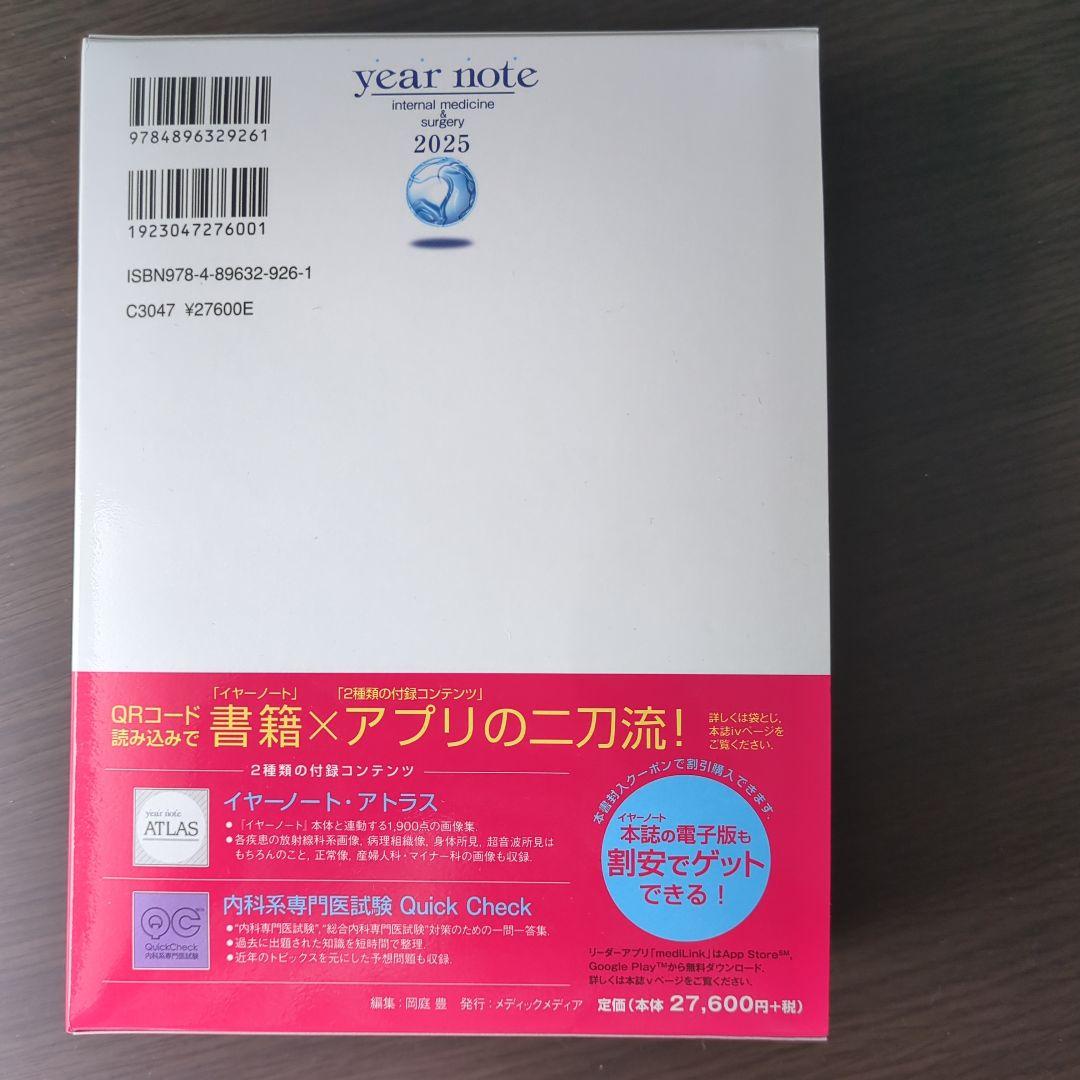 9784896329261
1923047276001
ISBN978-4-89632-926-1
C3047 ¥27600E
year note
internal medicine
&
surgery
2025
QRコード
読み込みで
「イヤーノート」
「2種類の付録コンテンツ」
書籍×アプリの二刀流!
詳しくは袋とじ,
本誌ivページを
ご覧ください.
2種類の付録コンテンツ
year note
ATLAS
イヤーノート・アトラス
●『イヤーノート』本体と連動する1,900点の画像集.
●各疾患の放射線科系画像, 病理組織像, 身体所見, 超音波所見は
もちろんのこと, 正常像, 産婦人科・マイナー科の画像も収録.
QC
QuickCheck
内科系専門医試験
内科系専門医試験 Quick Check
●"内科専門医試験","総合内科専門医試験"対策のための一問一答集.
●過去に出題された知識を短時間で整理.
●近年のトピックスを元にした予想問題も収録.
本書封入クーポンで割引購入できます.
イヤーノート
本誌の電子版も
割安でゲット
できる!
リーダーアプリ「medilink」はApp Store℠,
Google Play™から無料ダウンロード.
詳しくは本誌vページをご覧ください.
編集:岡庭 豊 発行:メディックメディア 定価(本体 27,600円+税)